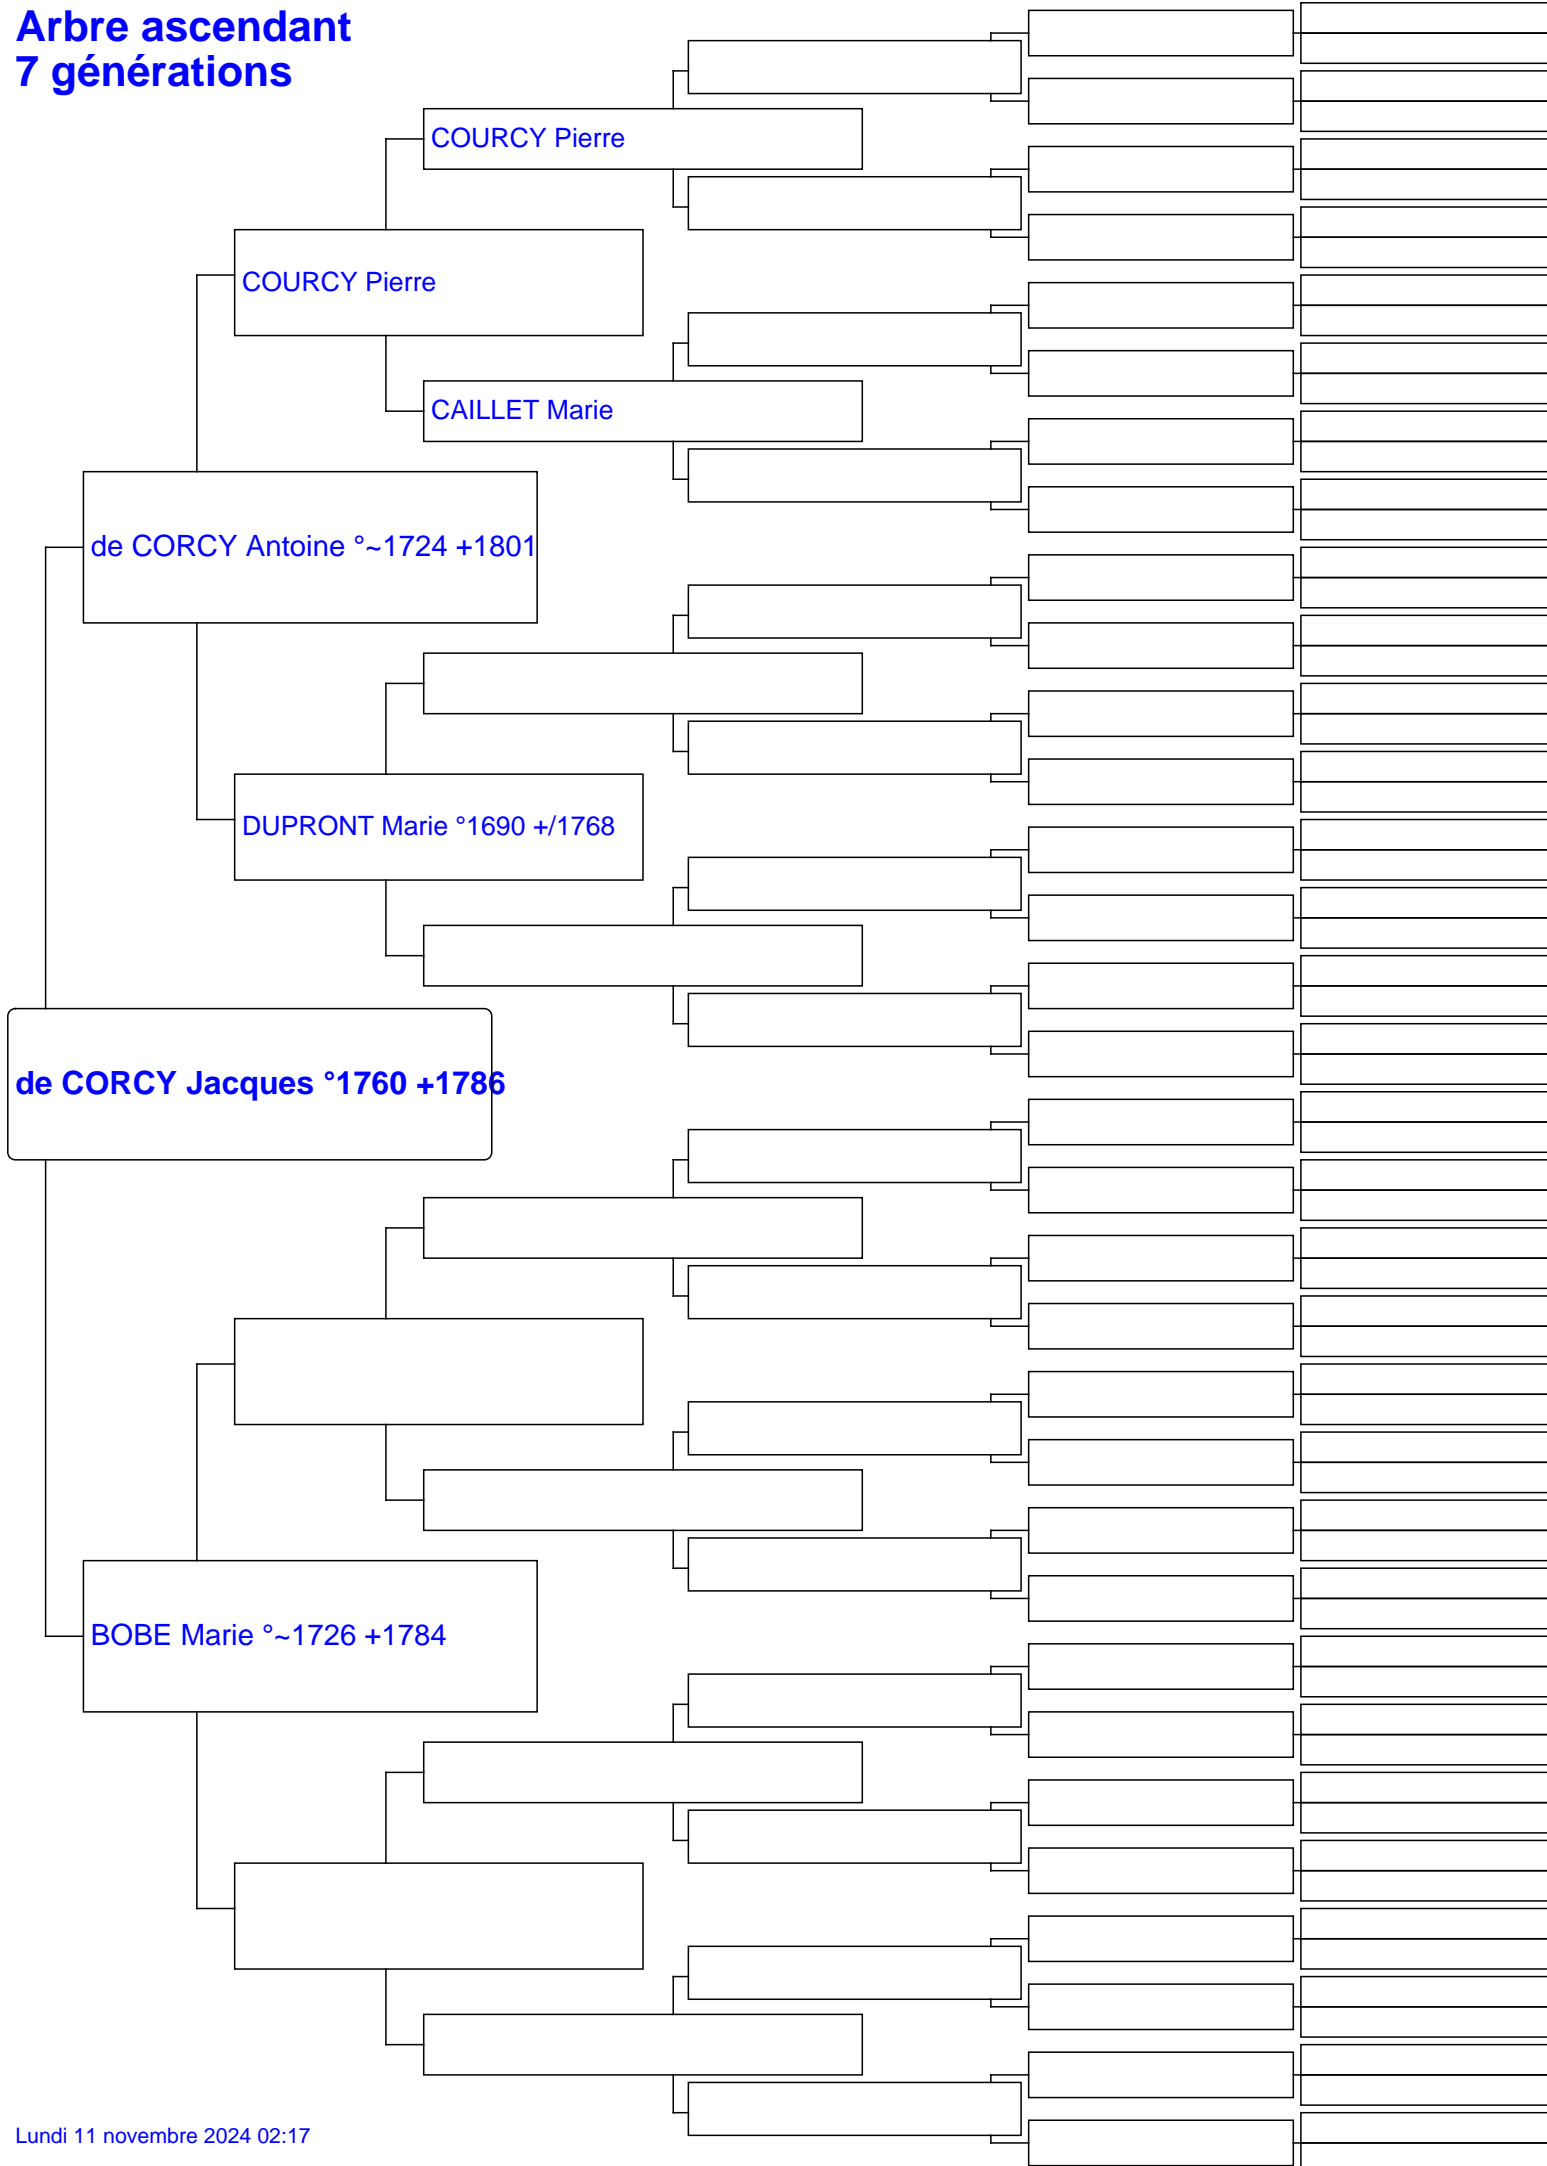 Arbre ascendant
7 générations
COURCY Pierre
COURCY Pierre
CAILLET Marie
de CORCY Antoine °~1724 +1801
DUPRONT Marie °1690 +/1768
de CORCY Jacques °1760 +1786
BOBE Marie °~1726 +1784
Lundi 11 novembre 2024 02:17